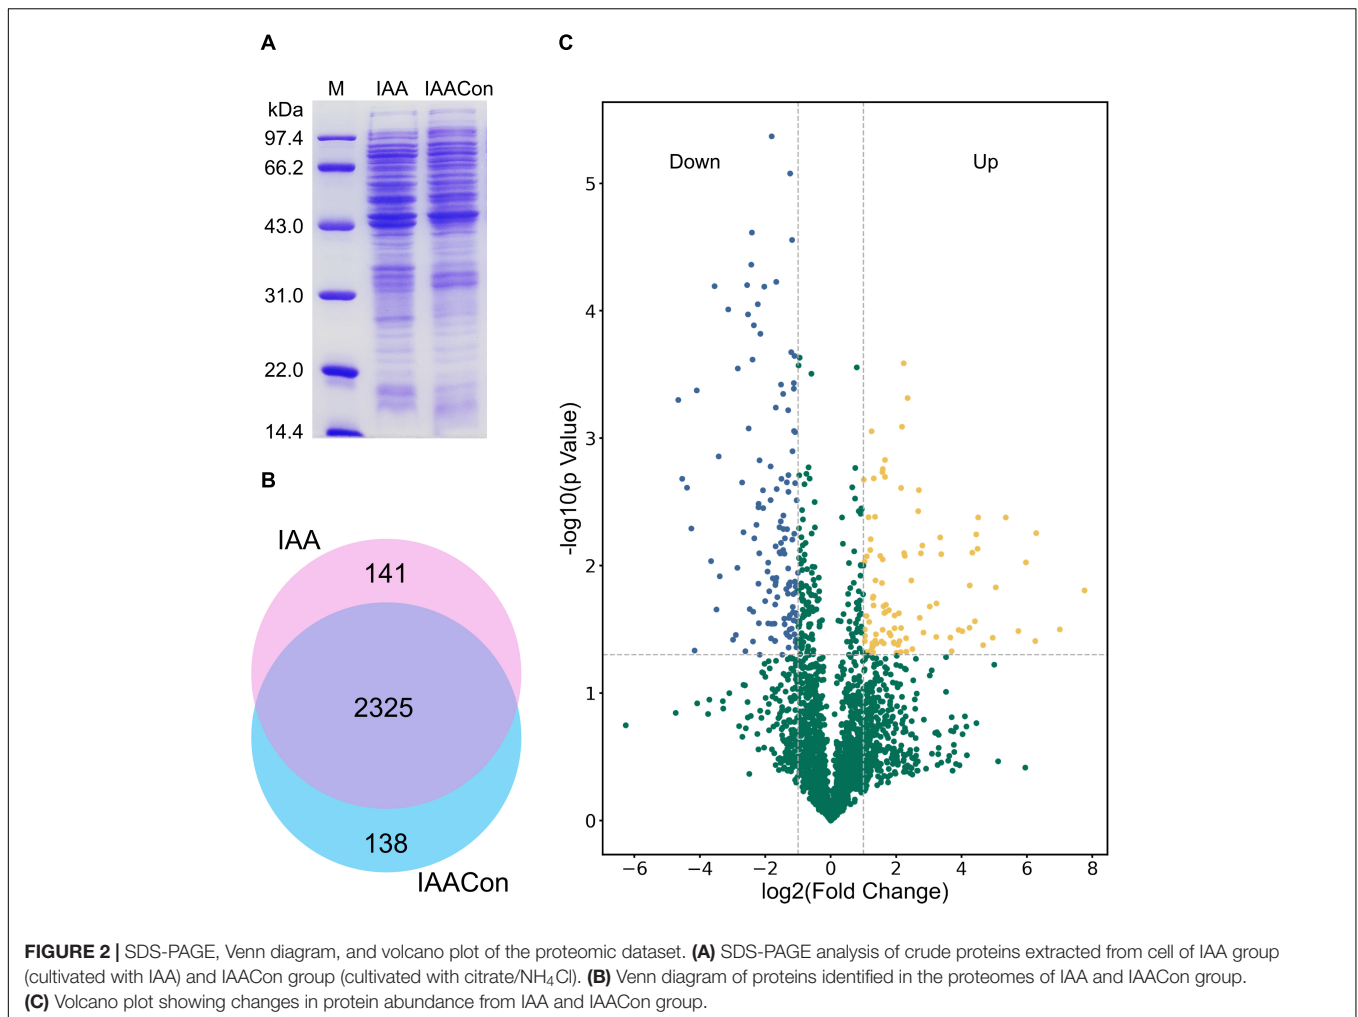 A
M IAA IAACon
kDa
97.4
66.2
43.0
31.0
22.0
14.4
B
IAA
141
2325
138
IAACon
C
Down Up
5
4
3
2
1
0
-log10(p Value)
−6 −4 −2 0 2 4 6 8
log2(Fold Change)
FIGURE 2 | SDS-PAGE, Venn diagram, and volcano plot of the proteomic dataset. (A) SDS-PAGE analysis of crude proteins extracted from cell of IAA group
(cultivated with IAA) and IAACon group (cultivated with citrate/NH4Cl). (B) Venn diagram of proteins identified in the proteomes of IAA and IAACon group.
(C) Volcano plot showing changes in protein abundance from IAA and IAACon group.